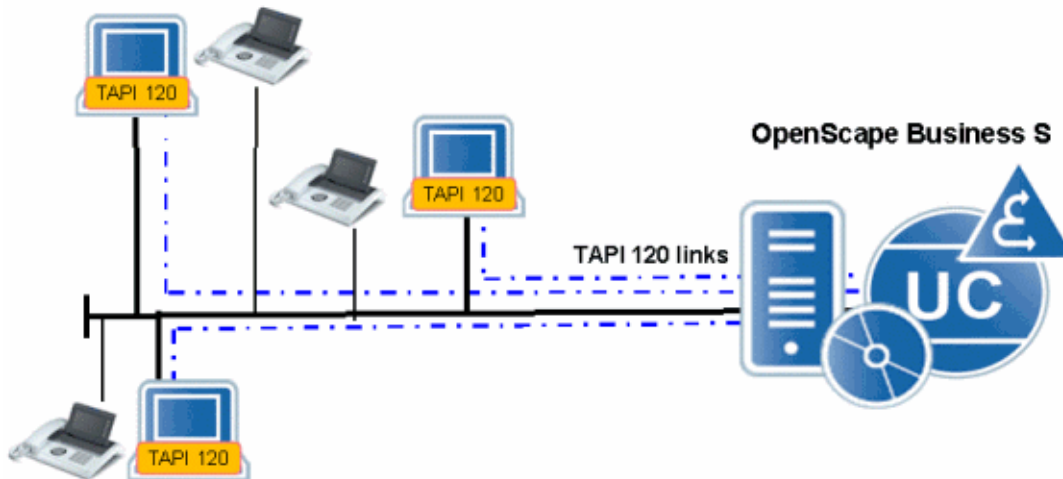 TAPI 120
TAPI 120
OpenScape Business S
TAPI 120 links
UC
TAPI 120